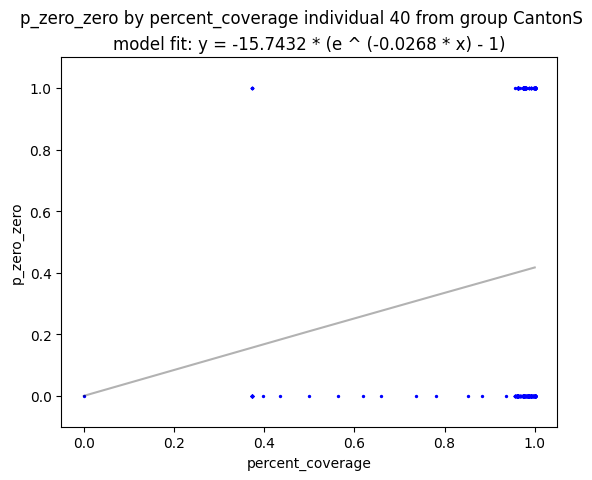 p_zero_zero by percent_coverage individual 40 from group CantonS
model fit: y = -15.7432 * (e ^ (-0.0268 * x) - 1)
1.0
0.8
0.6
0.4
0.2
0.0
p_zero_zero
0.0 0.2 0.4 0.6 0.8 1.0
percent_coverage